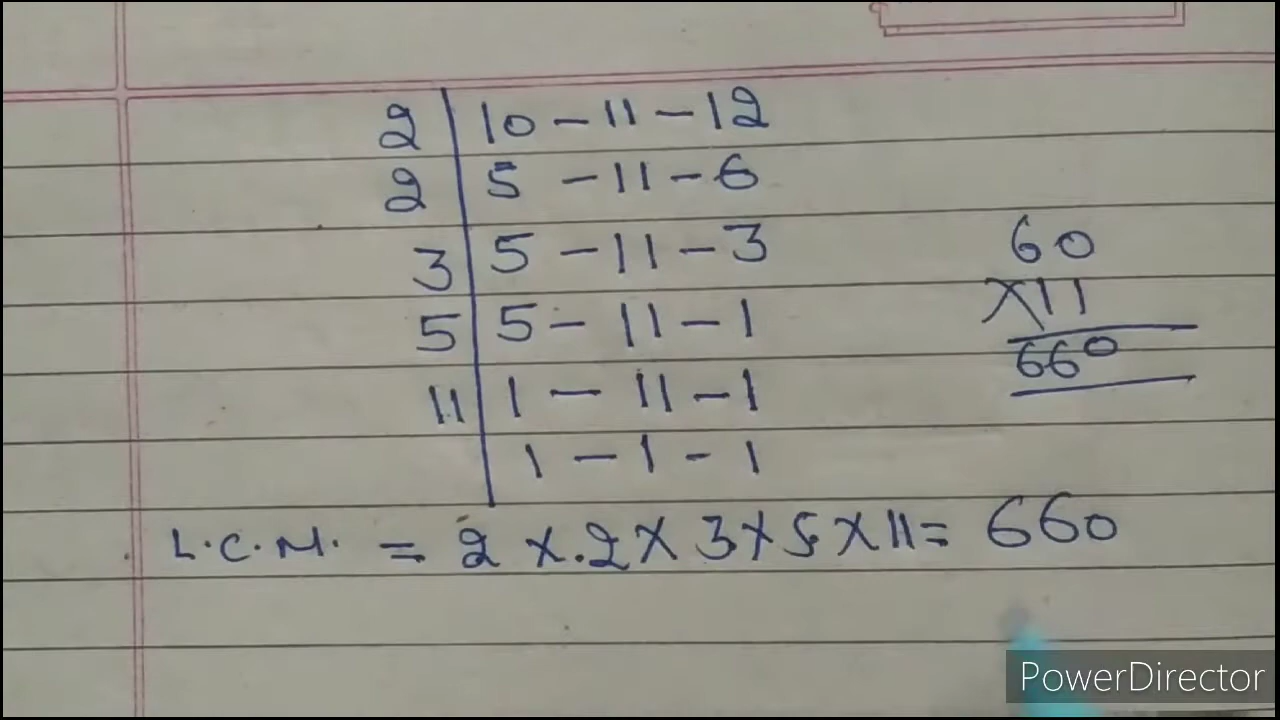 2 | 10 – 11 – 12
2 | 5 – 11 – 6
3 | 5 – 11 – 3
5 | 5 – 11 – 1
11 | 1 – 11 – 1
1 – 1 – 1
60
×11
660
L.C.M. = 2 × 2 × 3 × 5 × 11 = 660
PowerDirector